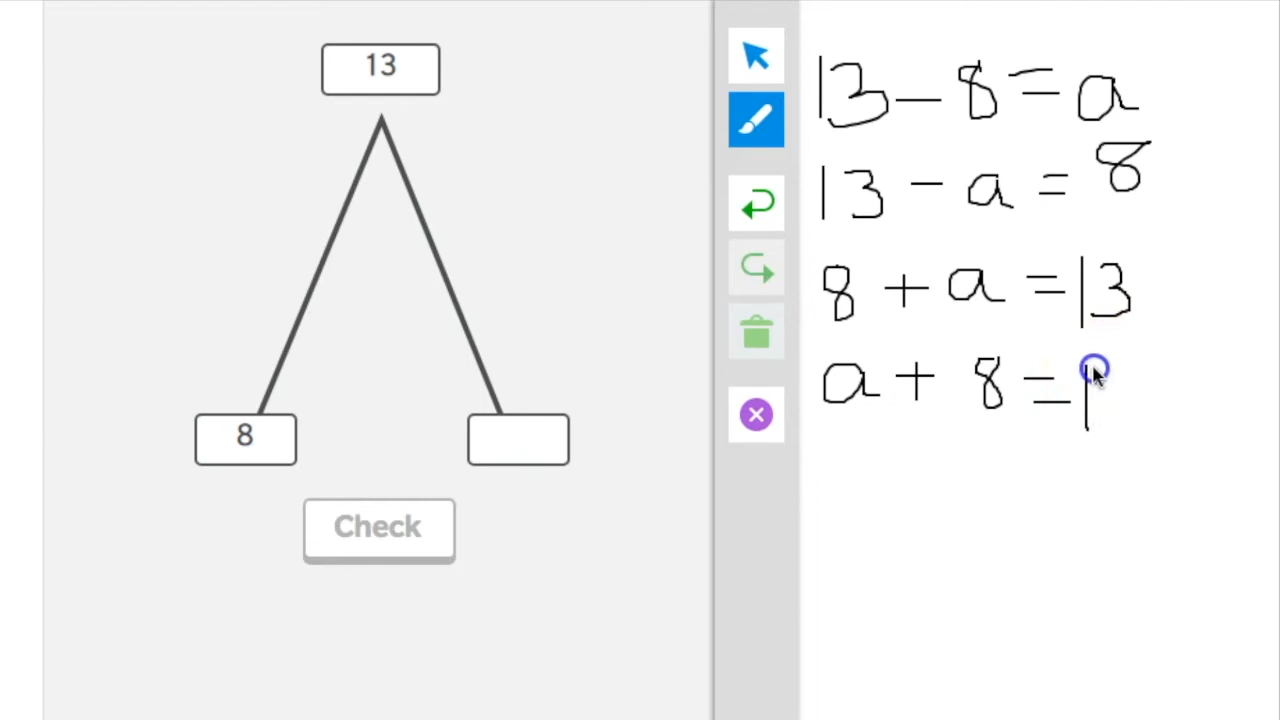 13
8
Check
13 - 8 = a
13 - a = 8
8 + a = 13
a + 8 = 1